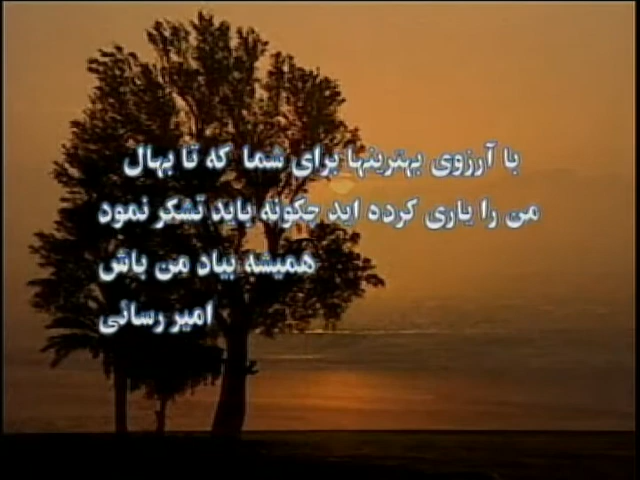 با آرزوی بهترینها برای شما که تا بهال
من را یاری کرده اید چگونه باید تشکر نمود
همیشه بیاد من باش
امیر رسائی